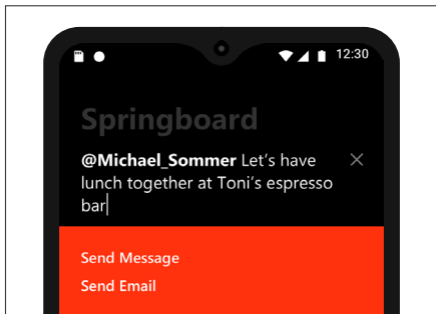 12:30
Springboard
@Michael_Sommer Let's have
lunch together at Toni's espresso
bar
Send Message
Send Email